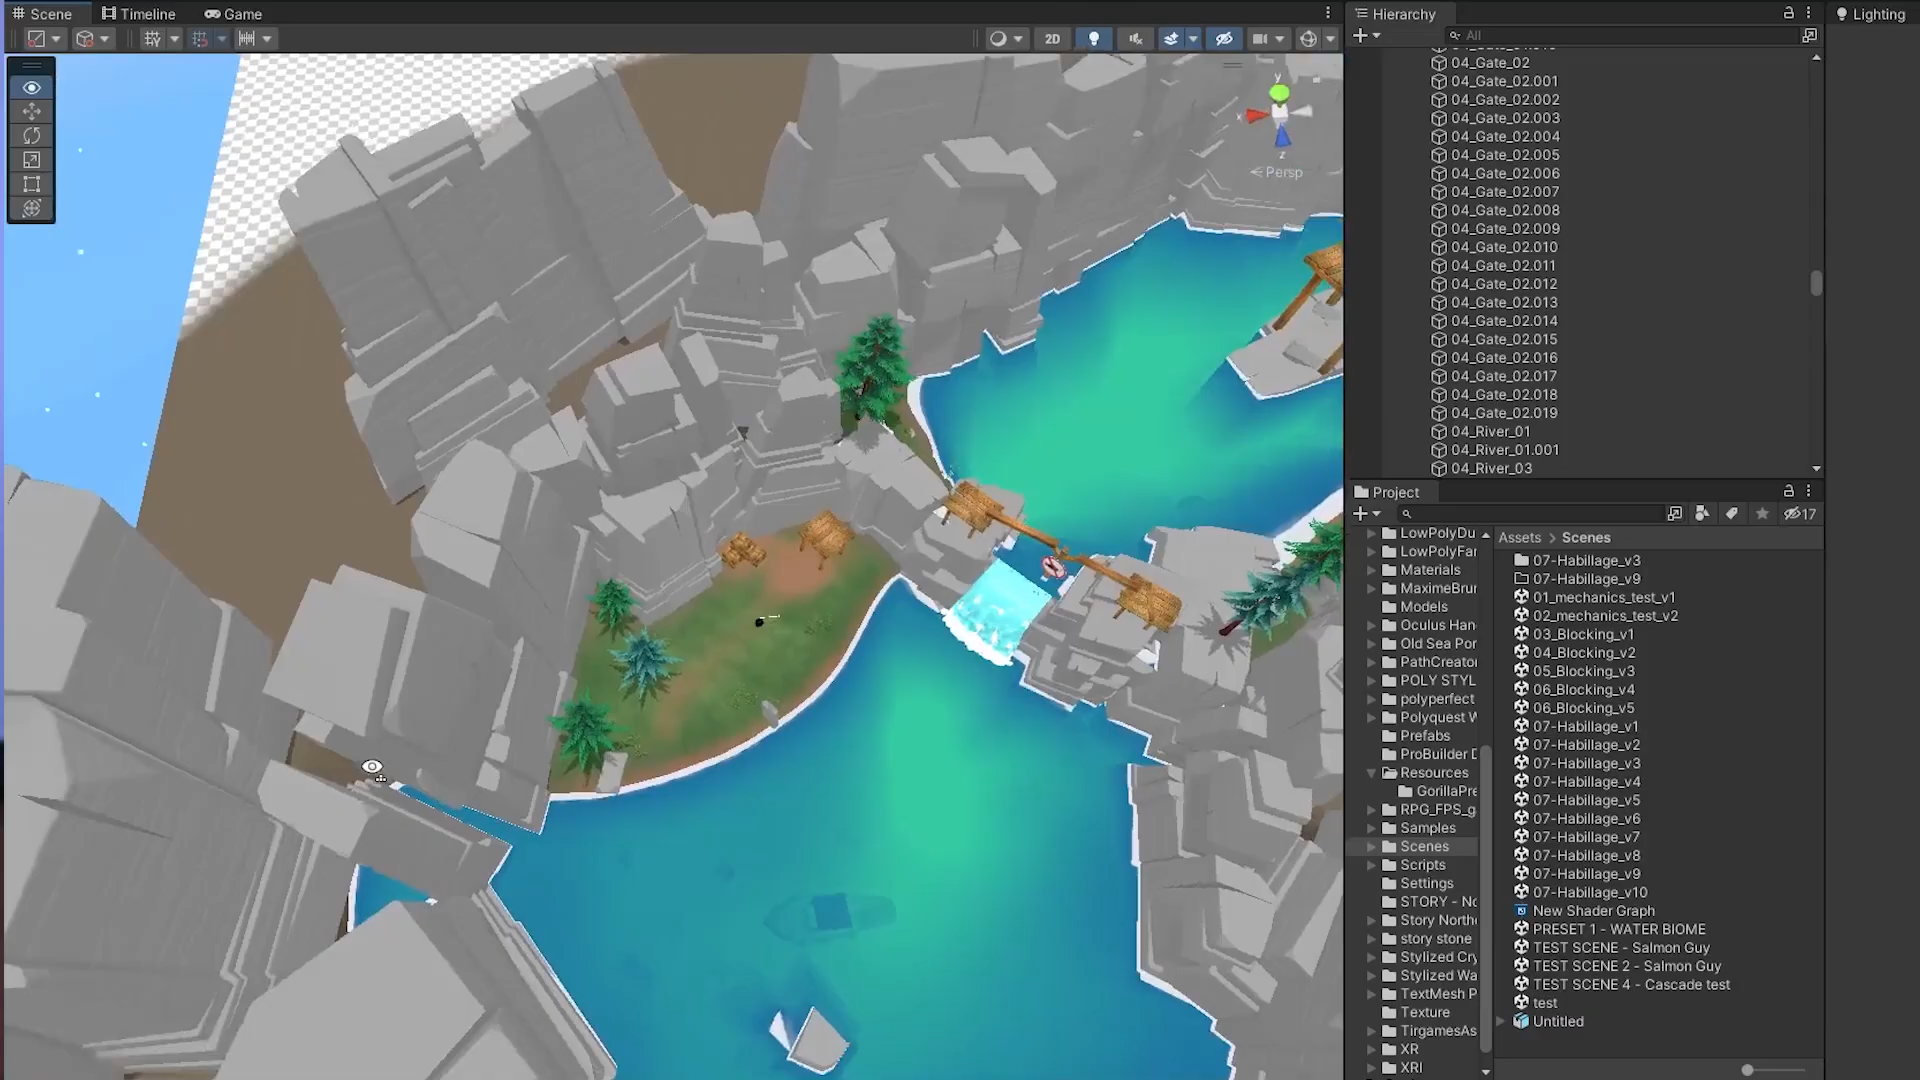 Scene
Timeline
Game
2D
y
x
z
Persp
Hierarchy
All
04_Gate_02
04_Gate_02.001
04_Gate_02.002
04_Gate_02.003
04_Gate_02.004
04_Gate_02.005
04_Gate_02.006
04_Gate_02.007
04_Gate_02.008
04_Gate_02.009
04_Gate_02.010
04_Gate_02.011
04_Gate_02.012
04_Gate_02.013
04_Gate_02.014
04_Gate_02.015
04_Gate_02.016
04_Gate_02.017
04_Gate_02.018
04_Gate_02.019
04_River_01
04_River_01.001
04_River_03
Lighting
Project
17
LowPolyDu
LowPolyFar
Materials
MaximeBrur
Models
Oculus Han
Old Sea Por
PathCreator
POLY STYL
polyperfect
Polyquest W
Prefabs
ProBuilder D
Resources
GorillaPre
RPG_FPS_g
Samples
Scenes
Scripts
Settings
STORY - No
Story North
story stone
Stylized Cry
Stylized Wa
TextMesh P
Texture
TirgamesAs
XR
XRI
Assets > Scenes
07-Habillage_v3
07-Habillage_v9
01_mechanics_test_v1
02_mechanics_test_v2
03_Blocking_v1
04_Blocking_v2
05_Blocking_v3
06_Blocking_v4
06_Blocking_v5
07-Habillage_v1
07-Habillage_v2
07-Habillage_v3
07-Habillage_v4
07-Habillage_v5
07-Habillage_v6
07-Habillage_v7
07-Habillage_v8
07-Habillage_v9
07-Habillage_v10
New Shader Graph
PRESET 1 - WATER BIOME
TEST SCENE - Salmon Guy
TEST SCENE 2 - Salmon Guy
TEST SCENE 4 - Cascade test
test
Untitled